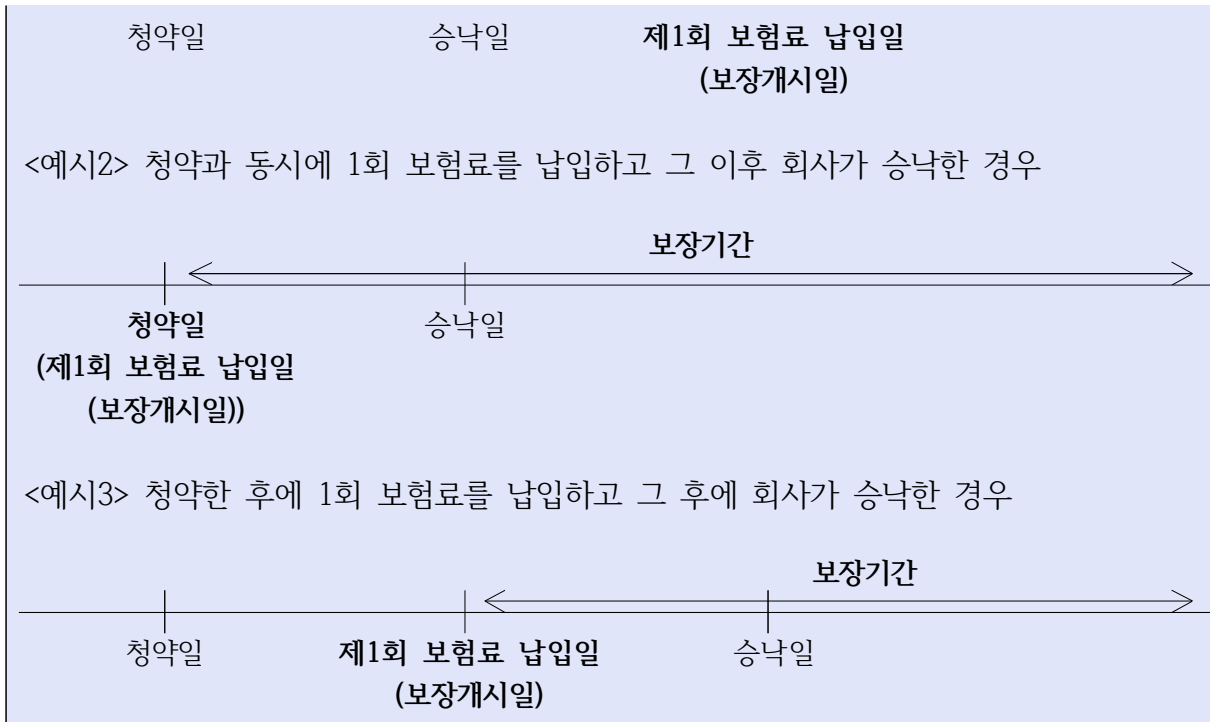 청약일 승낙일 제1회 보험료 납입일
(보장개시일)
<예시2> 청약과 동시에 1회 보험료를 납입하고 그 이후 회사가 승낙한 경우
보장기간
청약일 승낙일
(제1회 보험료 납입일
(보장개시일))
<예시3> 청약한 후에 1회 보험료를 납입하고 그 후에 회사가 승낙한 경우
보장기간
청약일 제1회 보험료 납입일 승낙일
(보장개시일)